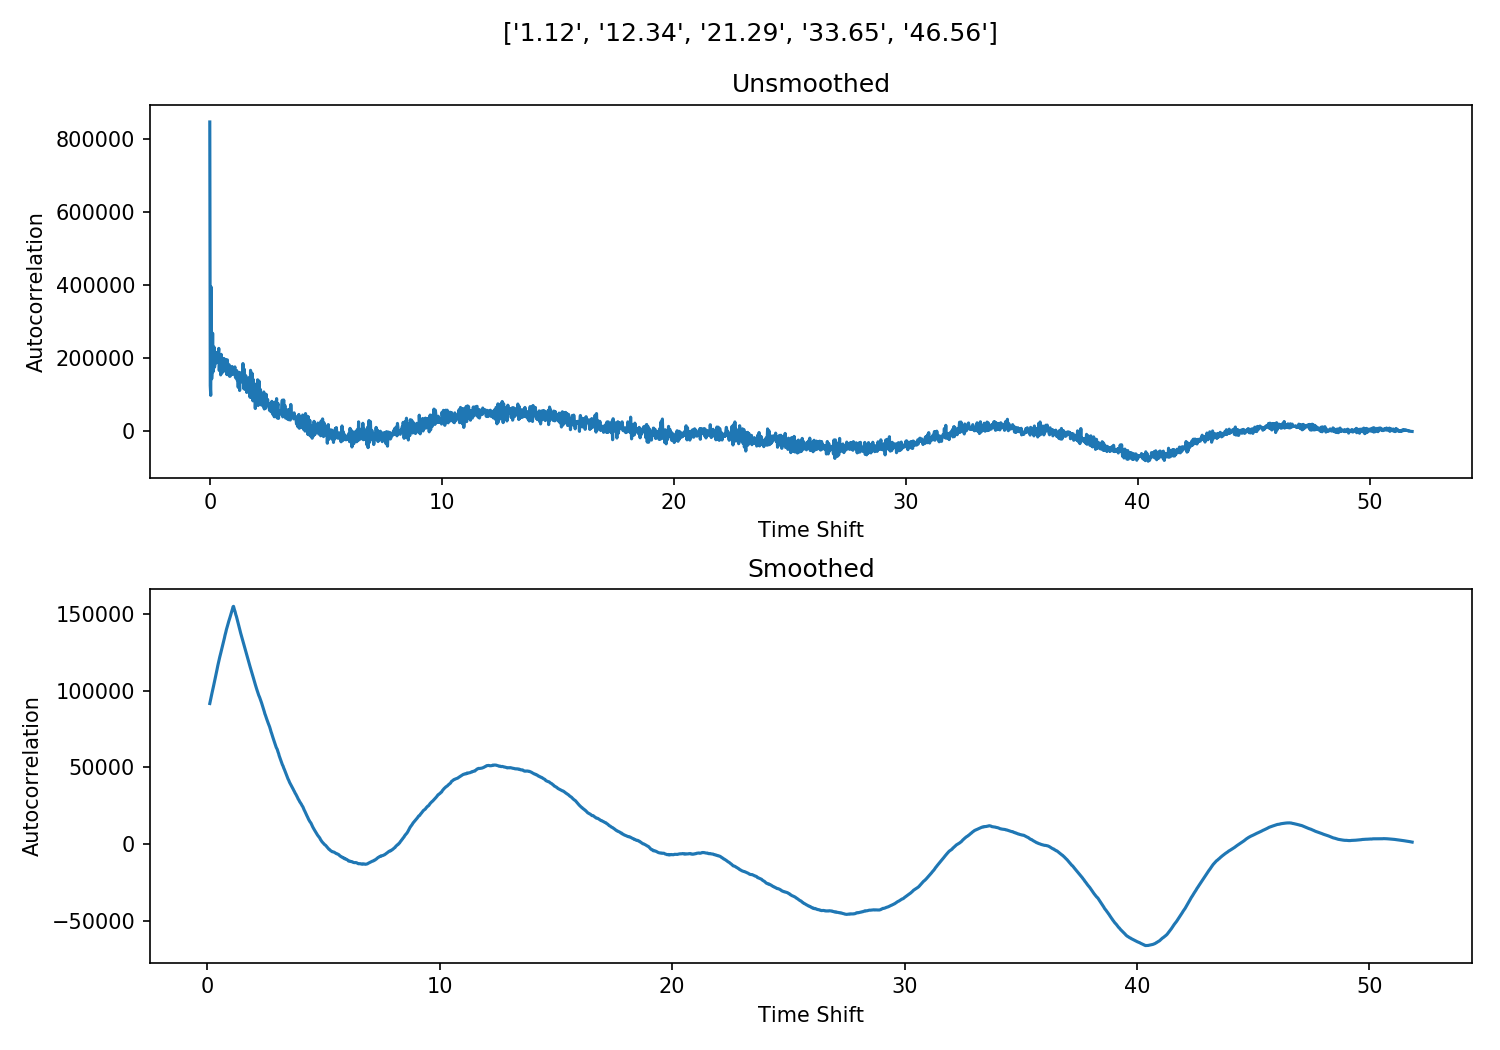 ['1.12', '12.34', '21.29', '33.65', '46.56']
Unsmoothed
Autocorrelation
800000
600000
400000
200000
0
0 10 20 30 40 50
Time Shift
Smoothed
Autocorrelation
150000
100000
50000
0
−50000
0 10 20 30 40 50
Time Shift